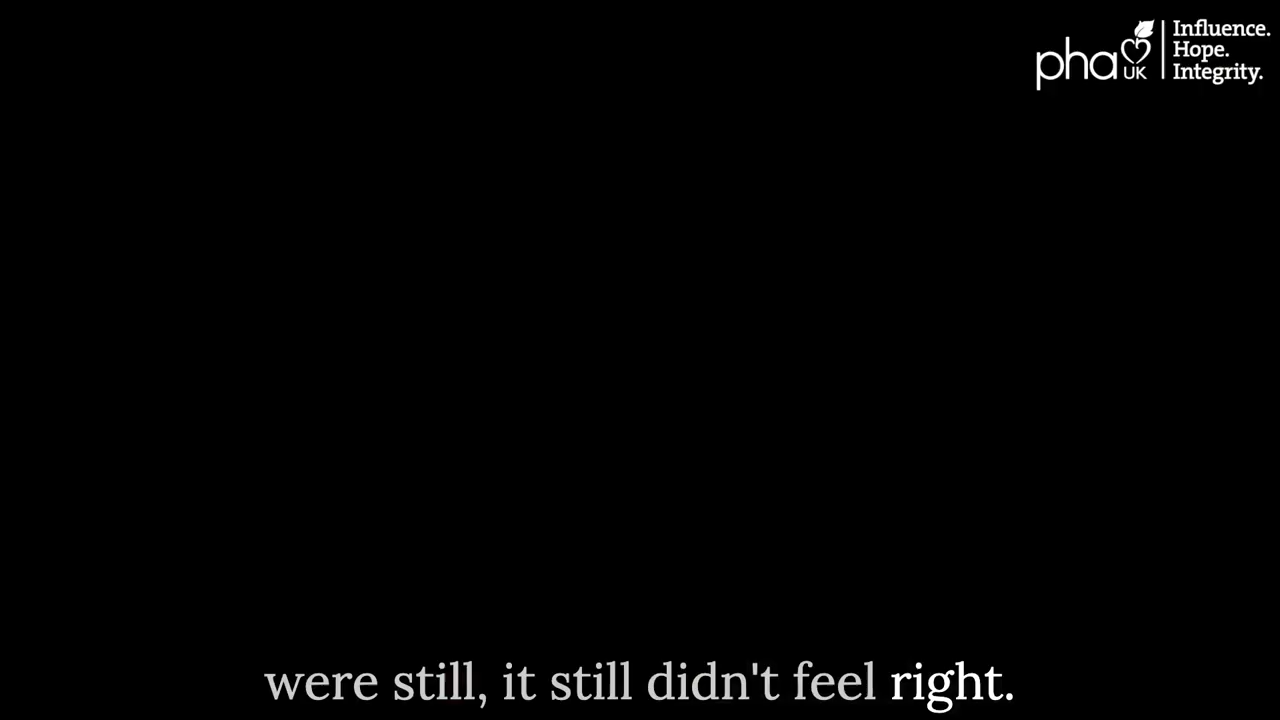 pha UK
Influence.
Hope.
Integrity.
were still, it still didn't feel right.